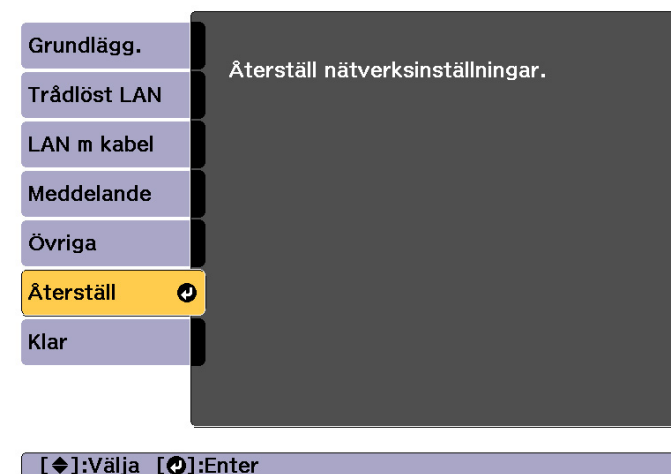 Grundlägg.
Trådlöst LAN
LAN m kabel
Meddelande
Övriga
Återställ
Klar
Återställ nätverksinställningar.
[◆]:Välja [⏎]:Enter